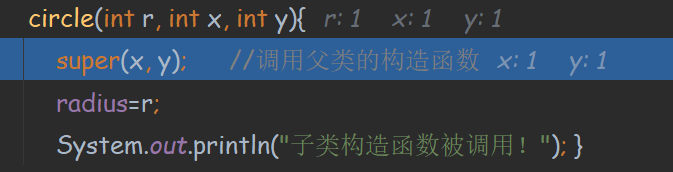 circle(int r, int x, int y){ r: 1 x: 1 y: 1
super(x, y); //调用父类的构造函数 x: 1 y: 1
radius=r;
System.out.println("子类构造函数被调用！"); }